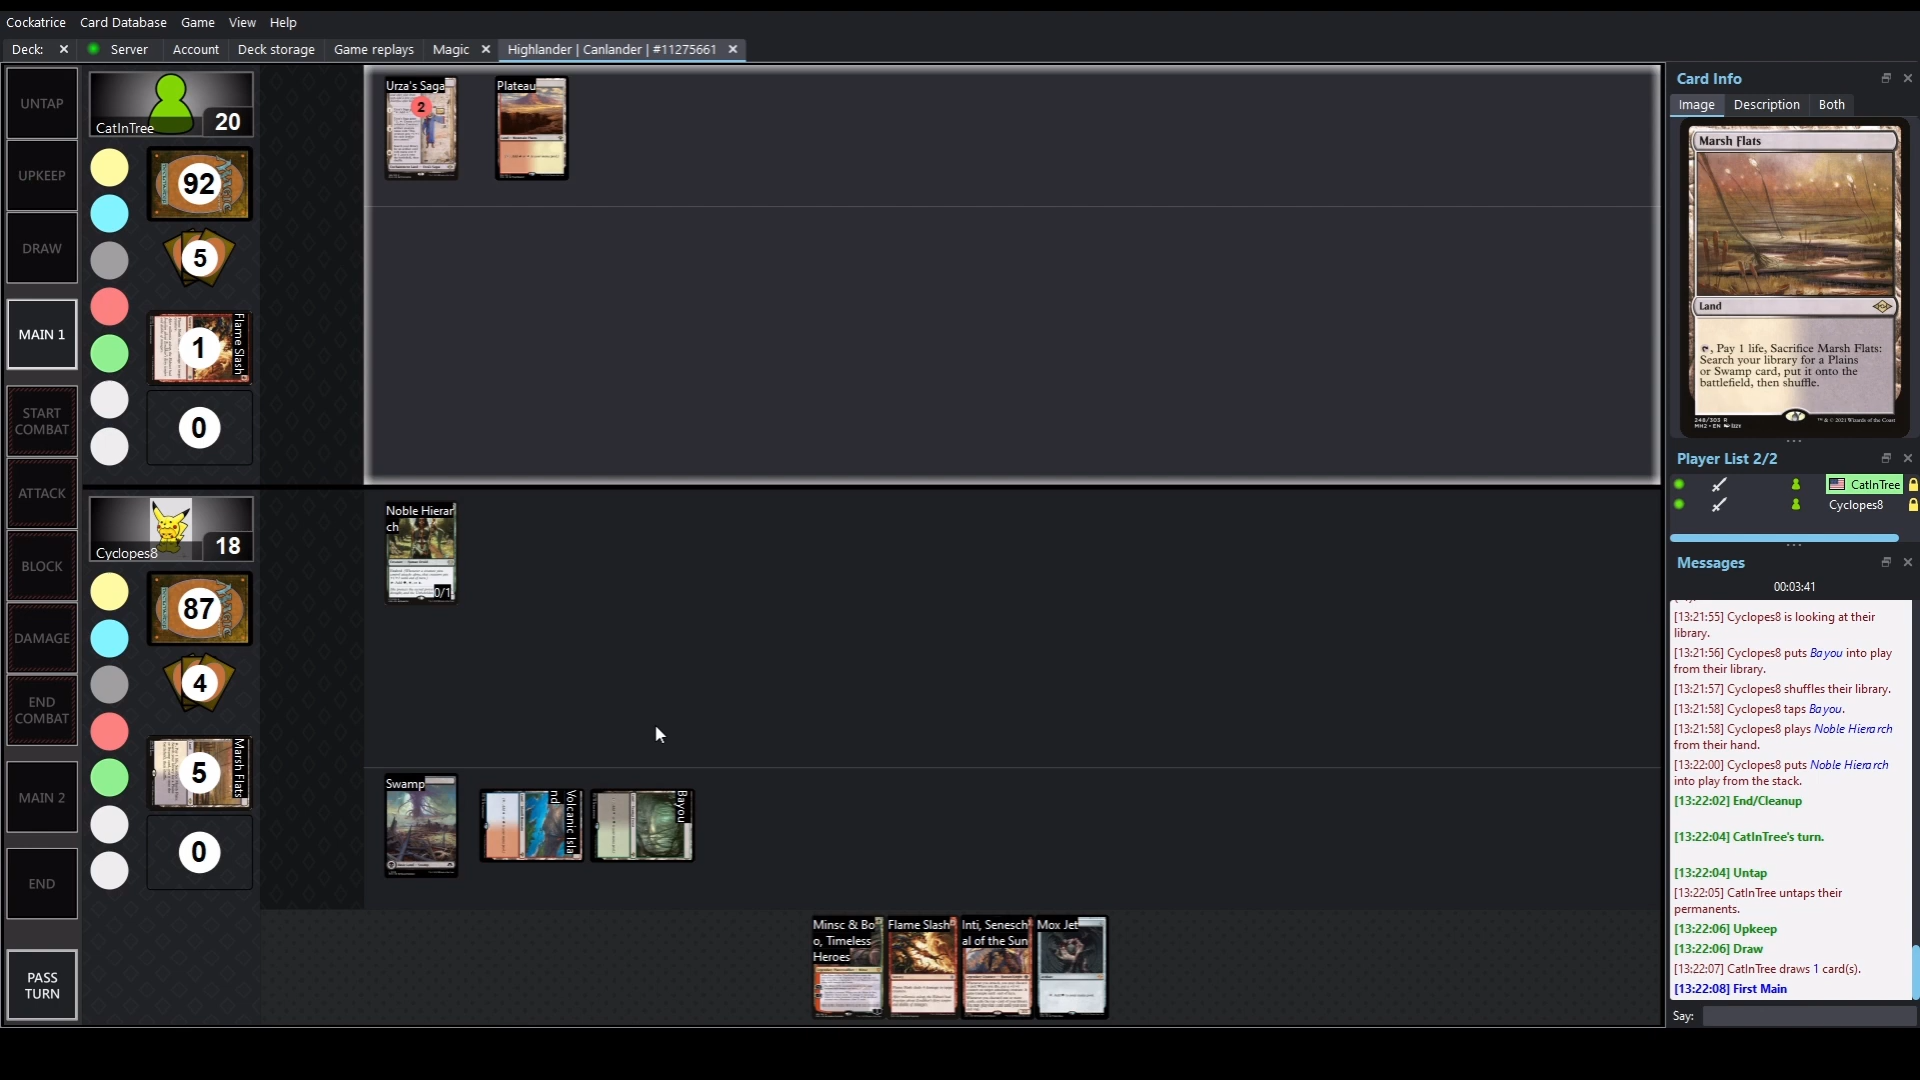 Cockatrice Card Database Game View Help
Deck: Server Account Deck storage Game replays Magic Highlander | Canlander | #11275661
UNTAP
UPKEEP
DRAW
MAIN 1
START
COMBAT
ATTACK
BLOCK
DAMAGE
END
COMBAT
MAIN 2
END
PASS
TURN
CatInTree 20
92
5
Flame Slash
1
0
Urza's Saga
2
Plateau
Cyclopes8 18
87
4
Marsh Flats
5
0
Noble Hierar
ch
0/1
Swamp
Volcanic Isla
nd
Bayou
Minsc & Bo
o, Timeless
Heroes
Flame Slash
Inti, Senesch
al of the Sun
Mox Jet
Card Info
Image Description Both
Marsh Flats
Land
, Pay 1 life, Sacrifice Marsh Flats:
Search your library for a Plains
or Swamp card, put it onto the
battlefield, then shuffle.
248/303 R
Player List 2/2
CatInTree
Cyclopes8
Messages
00:03:41
[13:21:55] Cyclopes8 is looking at their
library.
[13:21:56] Cyclopes8 puts Bayou into play
from their library.
[13:21:57] Cyclopes8 shuffles their library.
[13:21:58] Cyclopes8 taps Bayou.
[13:21:58] Cyclopes8 plays Noble Hierarch
from their hand.
[13:22:00] Cyclopes8 puts Noble Hierarch
into play from the stack.
[13:22:02] End/Cleanup
[13:22:04] CatInTree's turn.
[13:22:04] Untap
[13:22:05] CatInTree untaps their
permanents.
[13:22:06] Upkeep
[13:22:06] Draw
[13:22:07] CatInTree draws 1 card(s).
[13:22:08] First Main
Say: